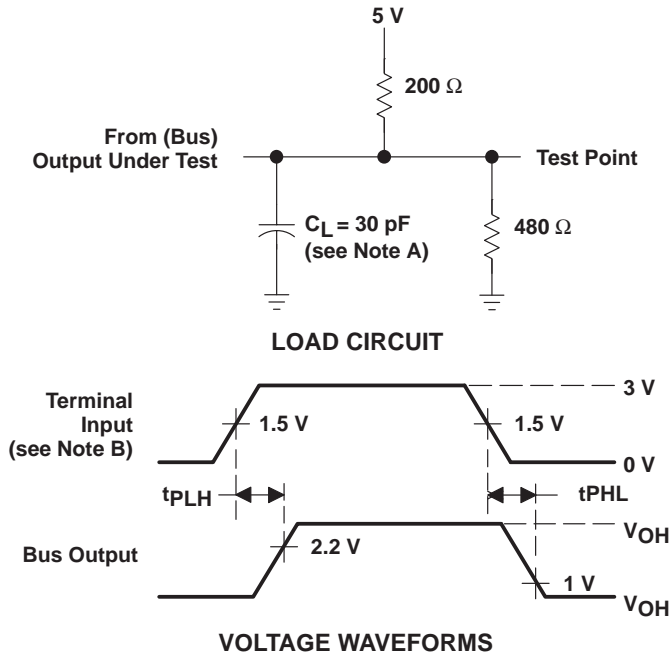 5 V
200 Ω
From (Bus)
Output Under Test
Test Point
CL = 30 pF
(see Note A)
480 Ω
LOAD CIRCUIT
Terminal
Input
(see Note B)
1.5 V
1.5 V
3 V
0 V
tPLH
tPHL
Bus Output
2.2 V
1 V
VOH
VOH
VOLTAGE WAVEFORMS